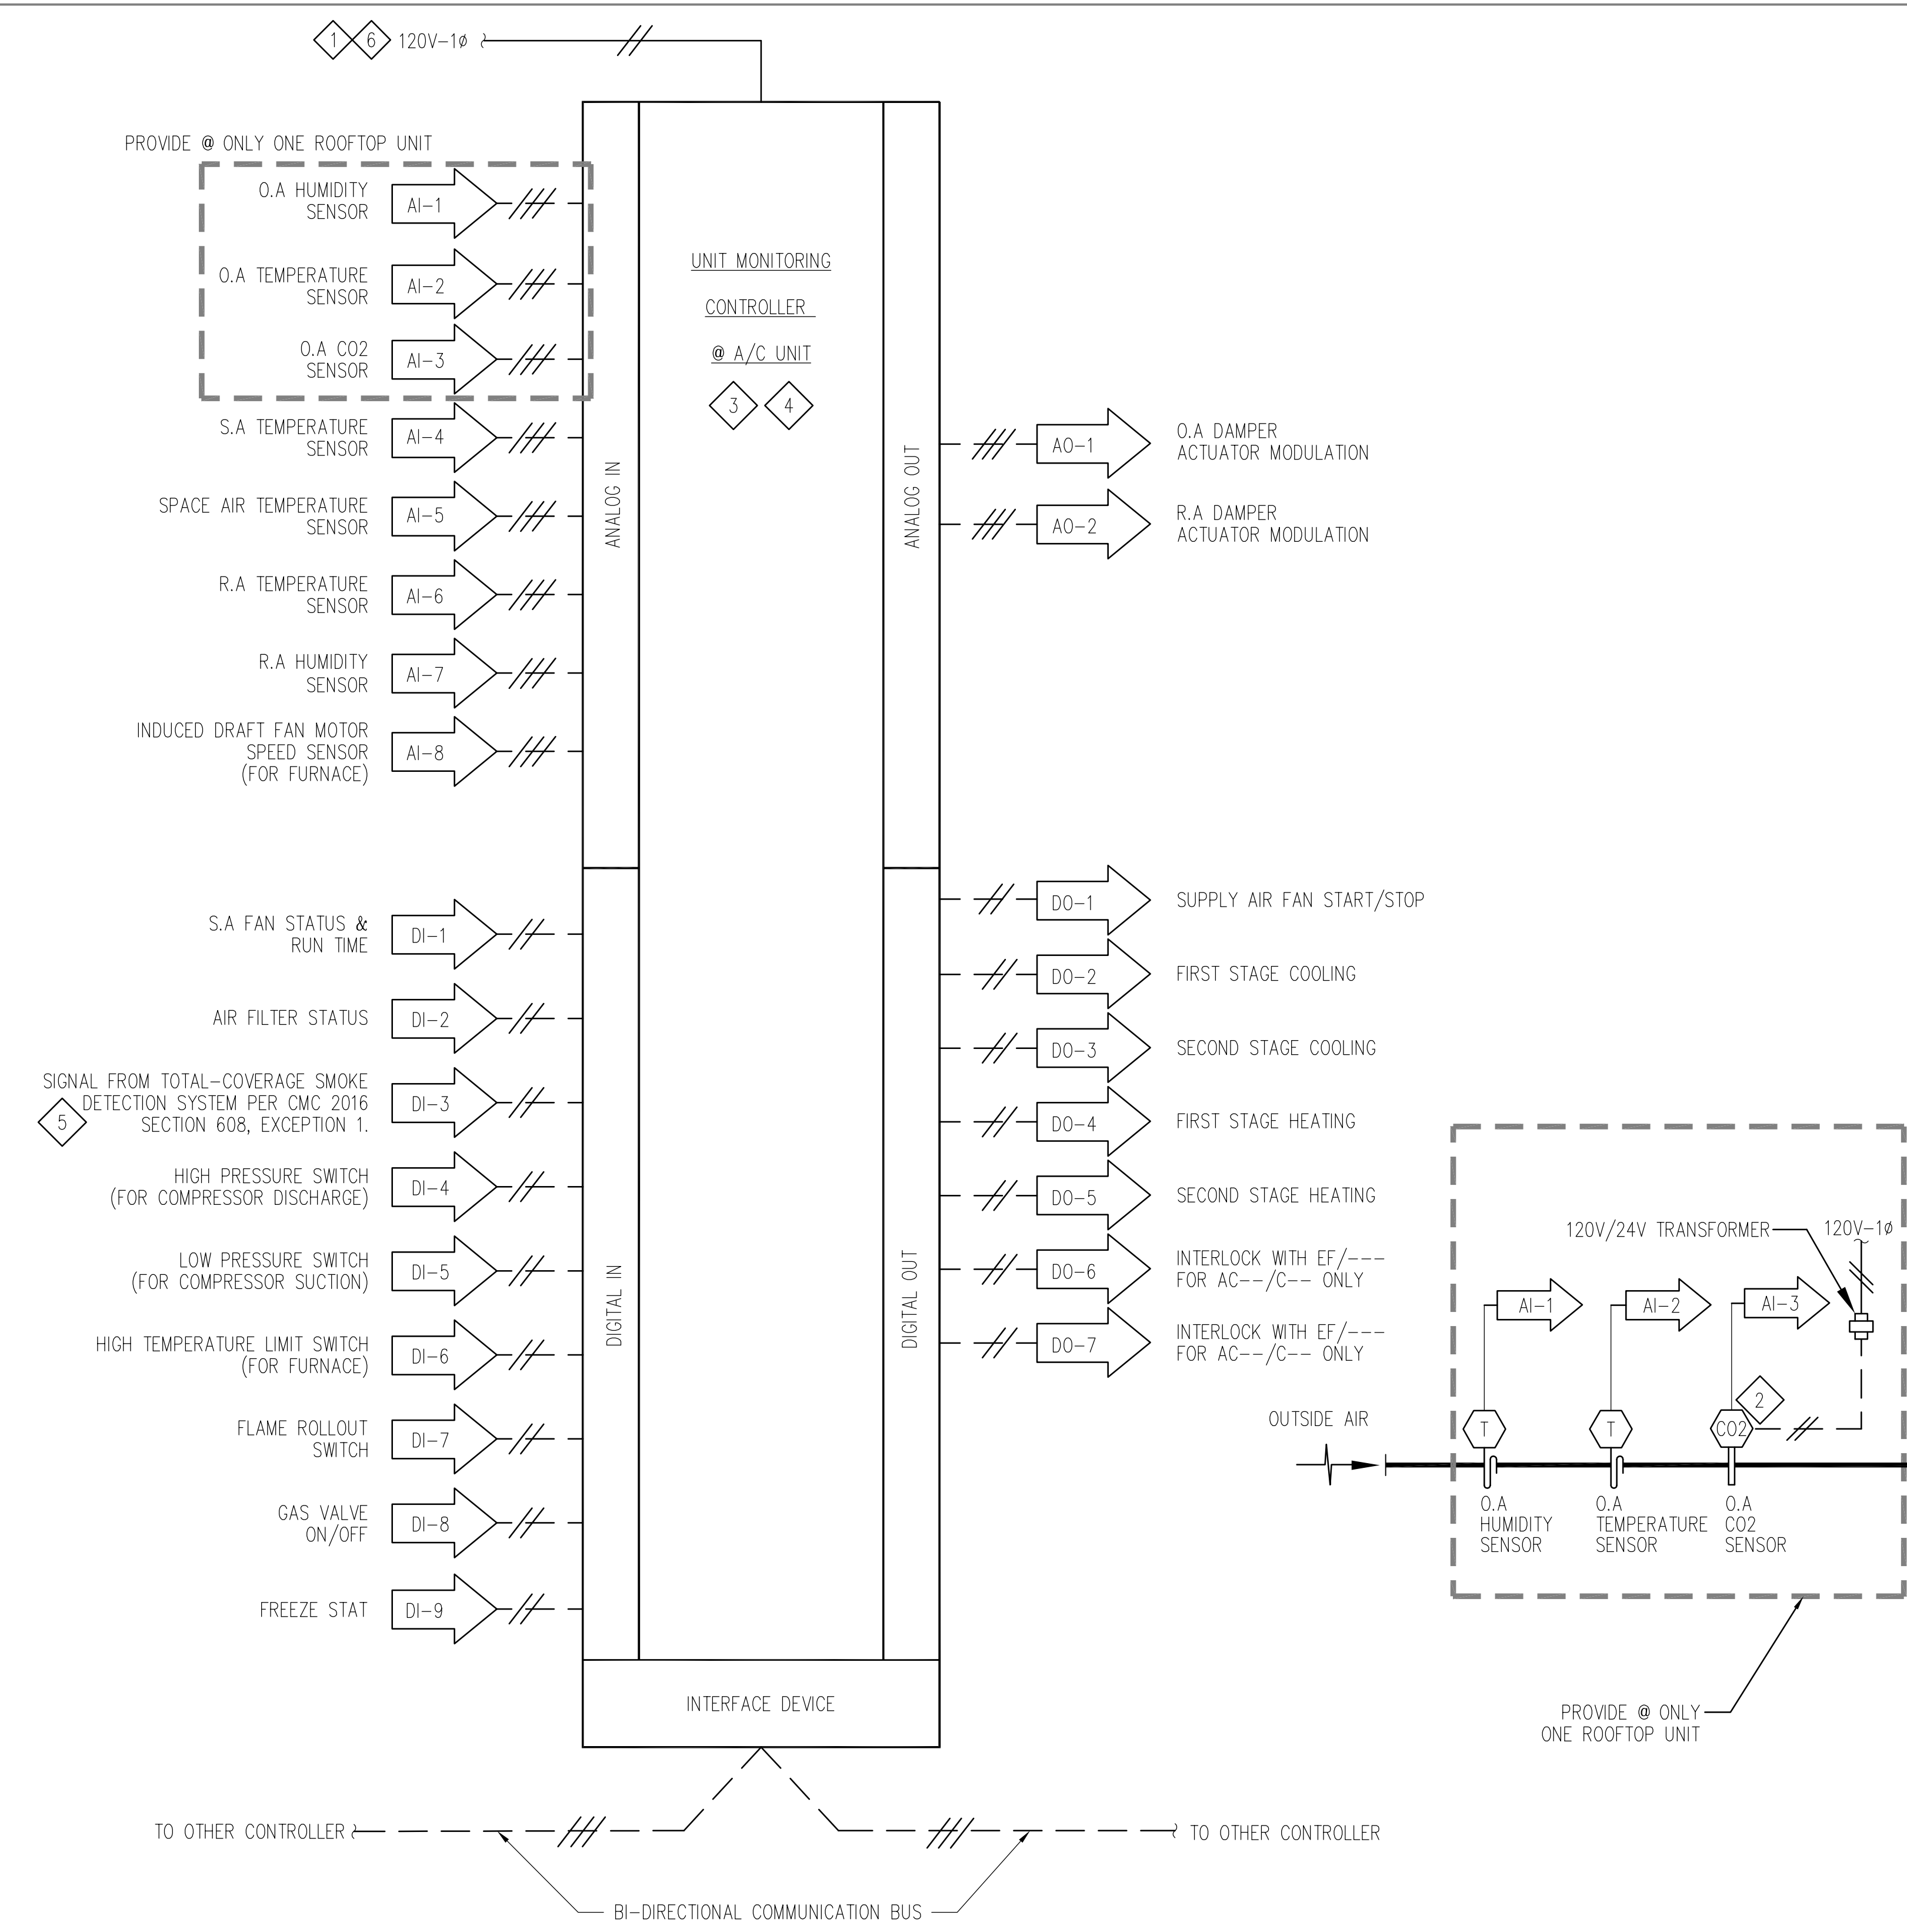 1 6 120V-1ø
PROVIDE @ ONLY ONE ROOFTOP UNIT
O.A HUMIDITY
SENSOR
AI-1
O.A TEMPERATURE
SENSOR
AI-2
O.A CO2
SENSOR
AI-3
S.A TEMPERATURE
SENSOR
AI-4
SPACE AIR TEMPERATURE
SENSOR
AI-5
R.A TEMPERATURE
SENSOR
AI-6
R.A HUMIDITY
SENSOR
AI-7
INDUCED DRAFT FAN MOTOR
SPEED SENSOR
(FOR FURNACE)
AI-8
S.A FAN STATUS &
RUN TIME
DI-1
AIR FILTER STATUS
DI-2
SIGNAL FROM TOTAL-COVERAGE SMOKE
DETECTION SYSTEM PER CMC 2016
SECTION 608, EXCEPTION 1.
5
DI-3
HIGH PRESSURE SWITCH
(FOR COMPRESSOR DISCHARGE)
DI-4
LOW PRESSURE SWITCH
(FOR COMPRESSOR SUCTION)
DI-5
HIGH TEMPERATURE LIMIT SWITCH
(FOR FURNACE)
DI-6
FLAME ROLLOUT
SWITCH
DI-7
GAS VALVE
ON/OFF
DI-8
FREEZE STAT
DI-9
ANALOG IN
DIGITAL IN
UNIT MONITORING
CONTROLLER
@ A/C UNIT
3 4
ANALOG OUT
DIGITAL OUT
INTERFACE DEVICE
AO-1
O.A DAMPER
ACTUATOR MODULATION
AO-2
R.A DAMPER
ACTUATOR MODULATION
DO-1
SUPPLY AIR FAN START/STOP
DO-2
FIRST STAGE COOLING
DO-3
SECOND STAGE COOLING
DO-4
FIRST STAGE HEATING
DO-5
SECOND STAGE HEATING
DO-6
INTERLOCK WITH EF/---
FOR AC--/C-- ONLY
DO-7
INTERLOCK WITH EF/---
FOR AC--/C-- ONLY
120V/24V TRANSFORMER
120V-1ø
AI-1
AI-2
AI-3
2
OUTSIDE AIR
T
T
CO2
O.A
HUMIDITY
SENSOR
O.A
TEMPERATURE
SENSOR
O.A
CO2
SENSOR
PROVIDE @ ONLY
ONE ROOFTOP UNIT
TO OTHER CONTROLLER
TO OTHER CONTROLLER
BI-DIRECTIONAL COMMUNICATION BUS